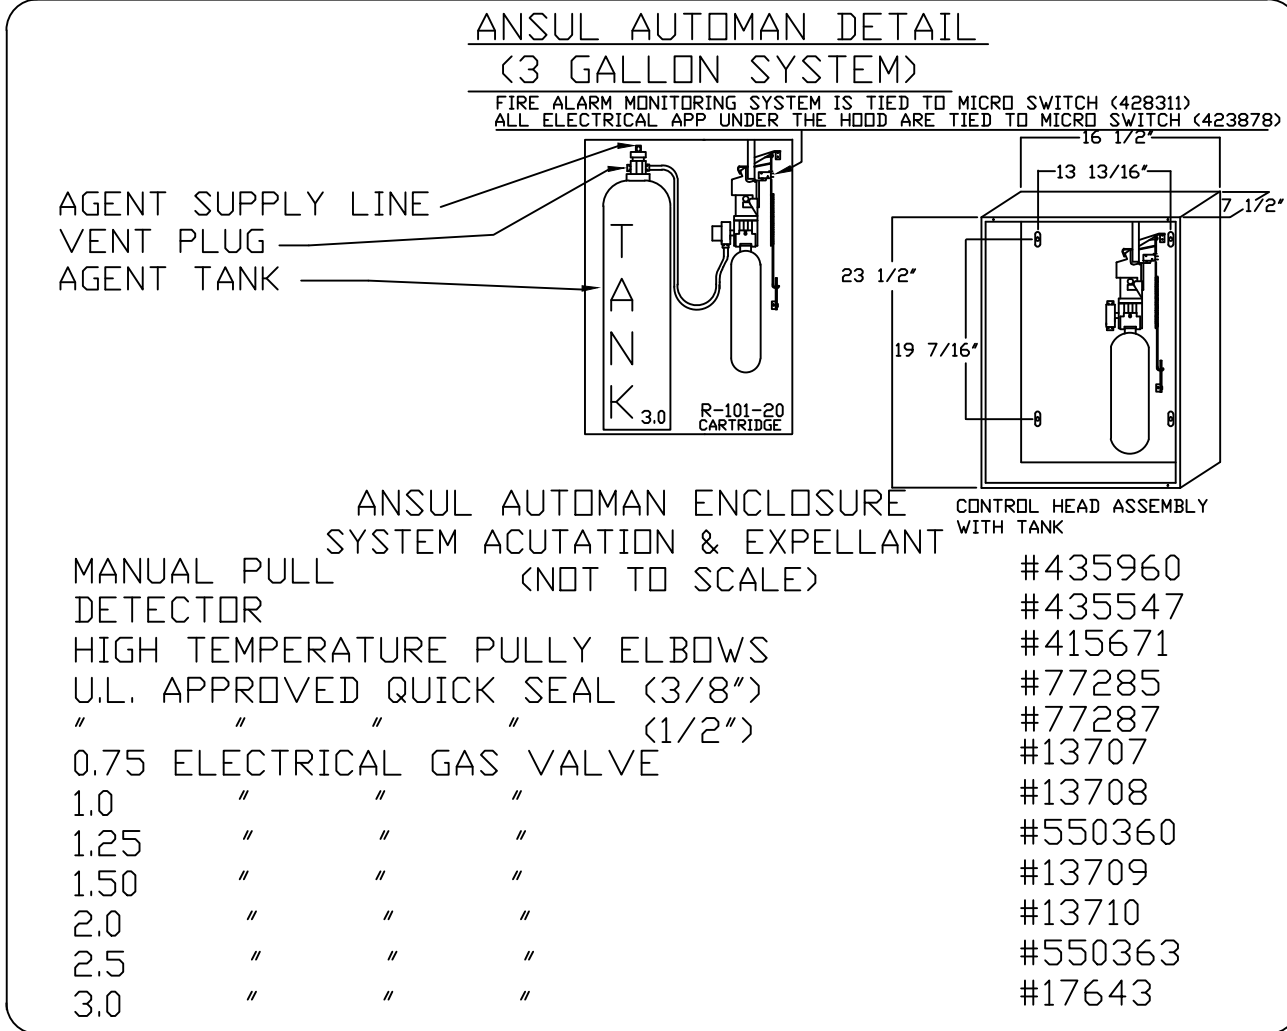 ANSUL AUTOMAN DETAIL
(3 GALLON SYSTEM)
FIRE ALARM MONITORING SYSTEM IS TIED TO MICRO SWITCH (428311)
ALL ELECTRICAL APP UNDER THE HOOD ARE TIED TO MICRO SWITCH (423878)
AGENT SUPPLY LINE
VENT PLUG
AGENT TANK
TANK
3.0
R-101-20
CARTRIDGE
16 1/2"
13 13/16"
7 1/2"
23 1/2"
19 7/16"
CONTROL HEAD ASSEMBLY
WITH TANK
ANSUL AUTOMAN ENCLOSURE
SYSTEM ACUTATION & EXPELLANT
(NOT TO SCALE)
MANUAL PULL #435960
DETECTOR #435547
HIGH TEMPERATURE PULLY ELBOWS #415671
U.L. APPROVED QUICK SEAL (3/8") #77285
" " " " (1/2") #77287
0.75 ELECTRICAL GAS VALVE #13707
1.0 " " " #13708
1.25 " " " #550360
1.50 " " " #13709
2.0 " " " #13710
2.5 " " " #550363
3.0 " " " #17643